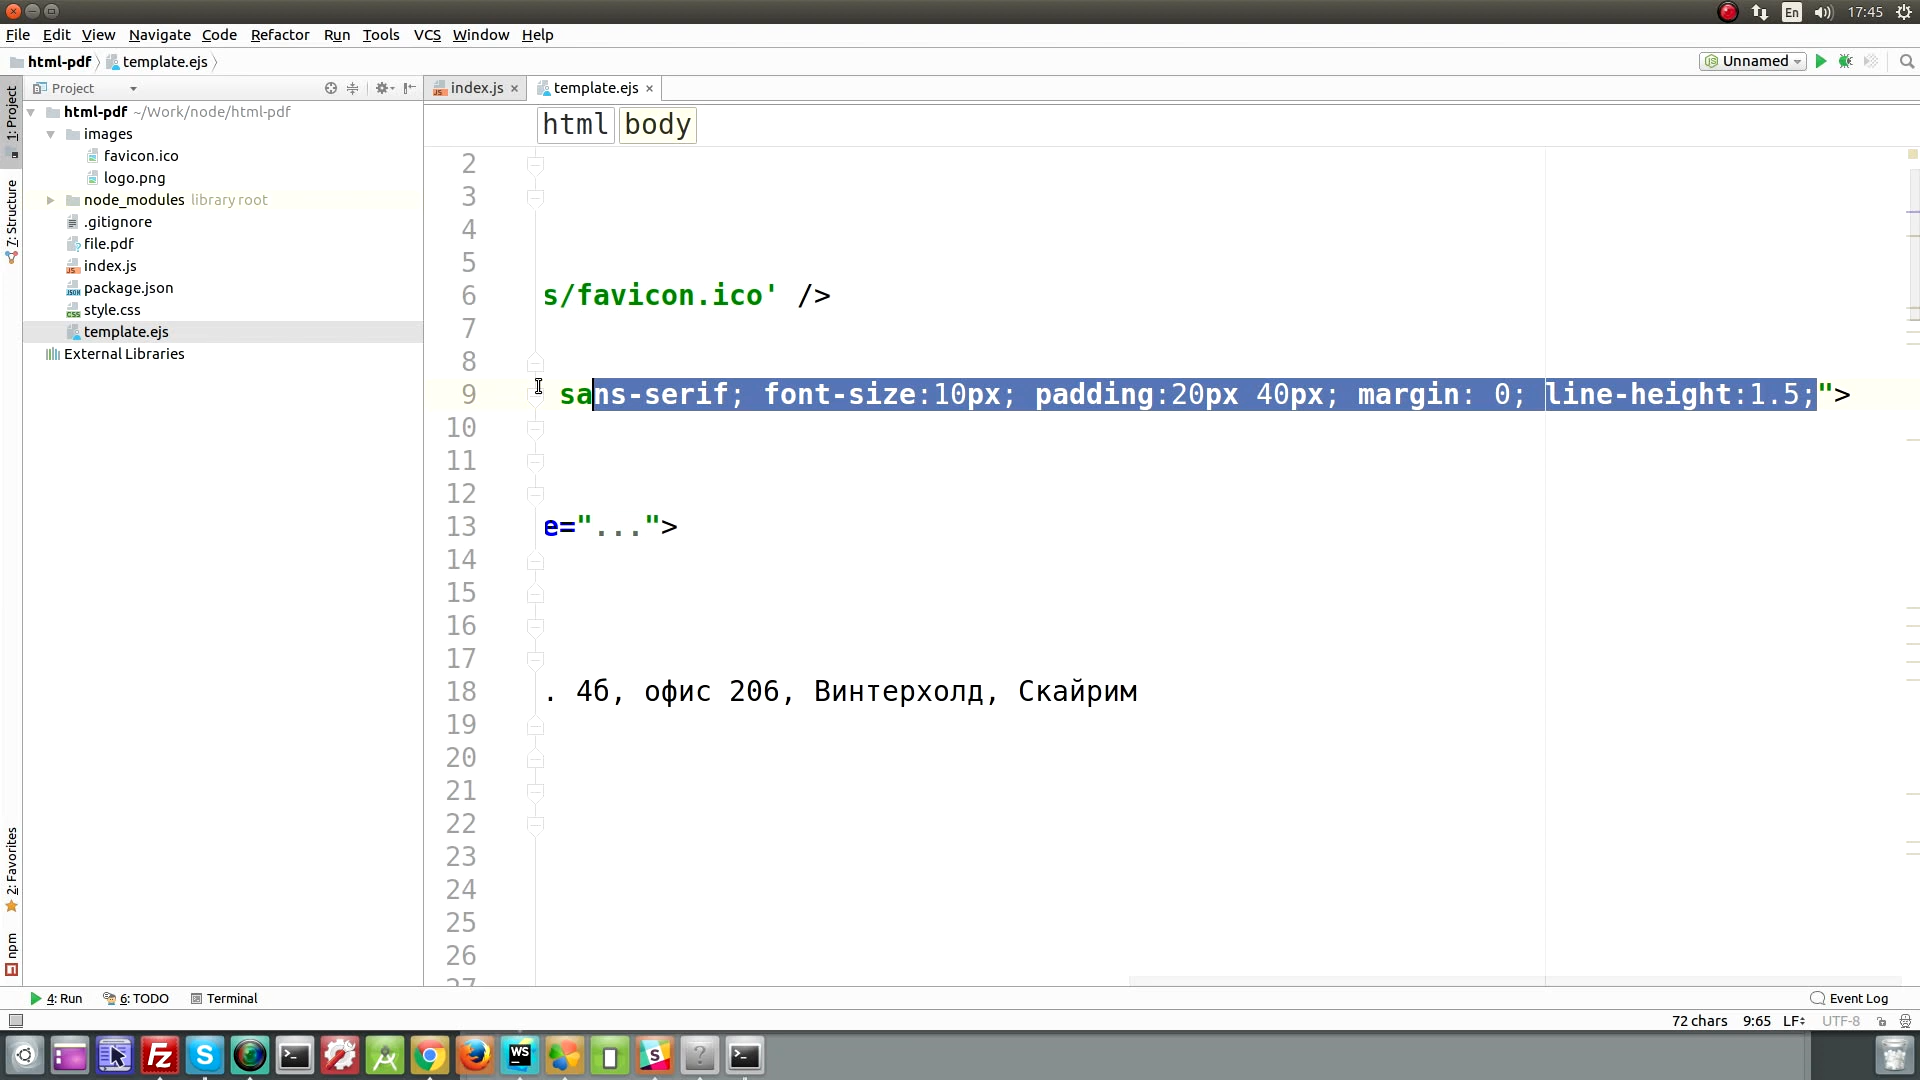 En 17:45
File Edit View Navigate Code Refactor Run Tools VCS Window Help
html-pdf template.ejs Unnamed
Project index.js template.ejs
1: Project
html-pdf ~/Work/node/html-pdf
html body
images
favicon.ico
logo.png
node_modules library root
7: Structure
.gitignore
file.pdf
index.js
package.json
style.css
template.ejs
External Libraries
2
3
4
5
6 s/favicon.ico' />
7
8
9 sans-serif; font-size:10px; padding:20px 40px; margin: 0; line-height:1.5;">
10
11
12
13 e="...">
14
15
16
17
18 . 4б, офис 206, Винтерхолд, Скайрим
19
20
21
22
23
24
25
26
27
2: Favorites
npm
4: Run 6: TODO Terminal Event Log
72 chars 9:65 LF UTF-8
FZ S WS S ?